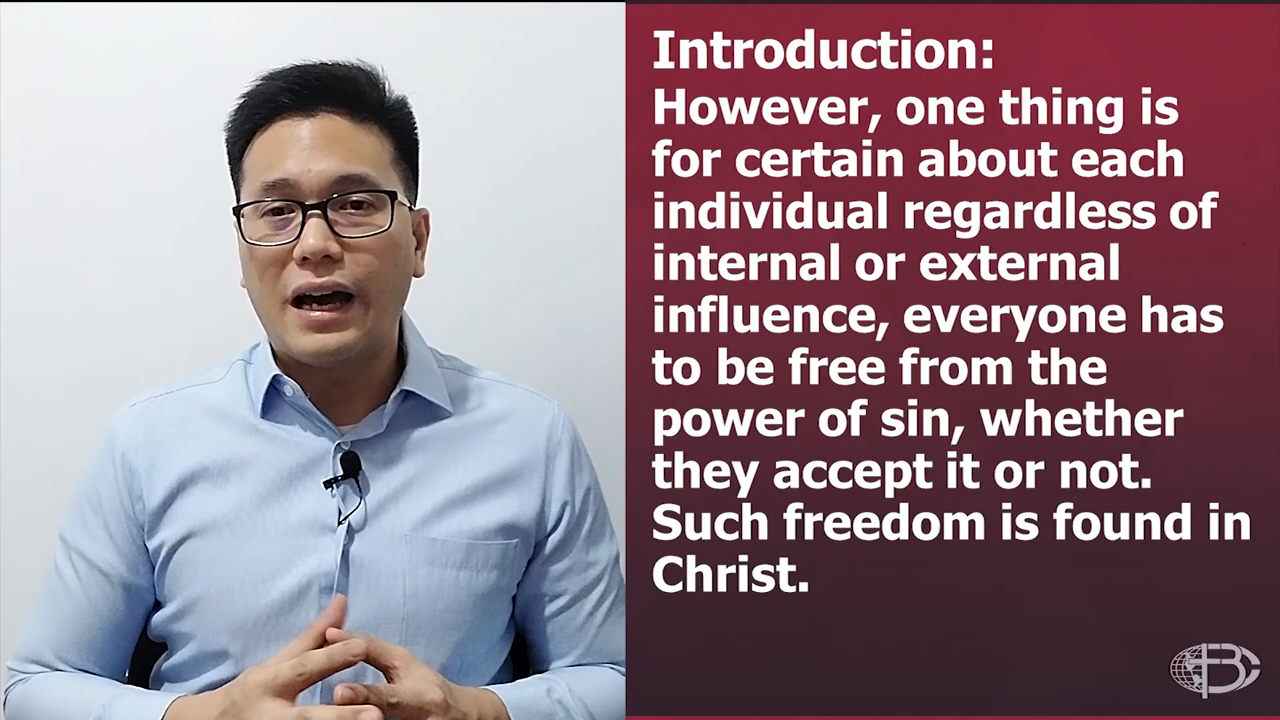 Introduction:
However, one thing is
for certain about each
individual regardless of
internal or external
influence, everyone has
to be free from the
power of sin, whether
they accept it or not.
Such freedom is found in
Christ.